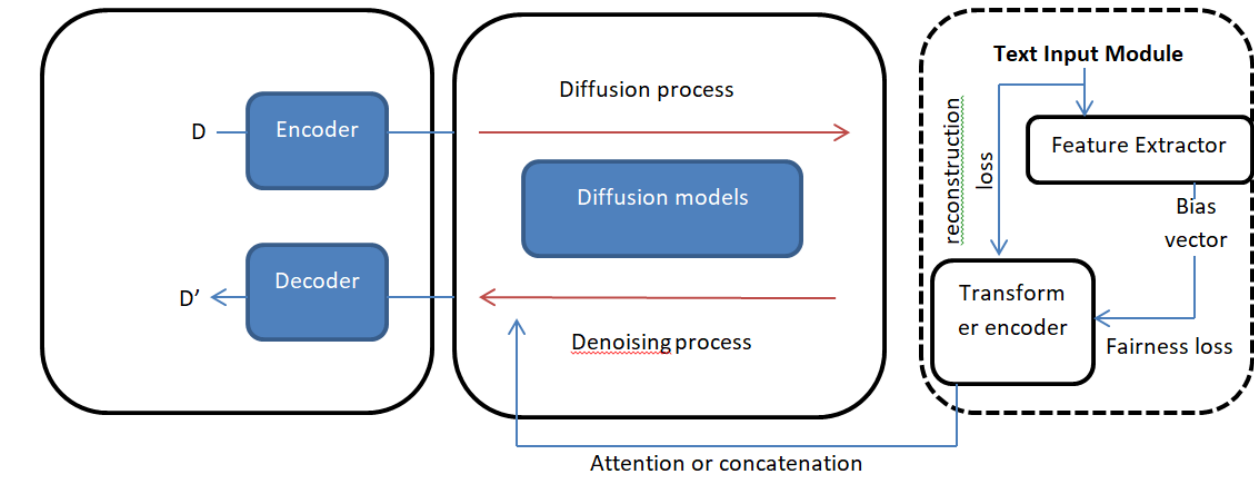 D
Encoder
Decoder
D’
Diffusion process
Diffusion models
Denoising process
Attention or concatenation
Text Input Module
reconstruction
loss
Feature Extractor
Bias
vector
Transform
er encoder
Fairness loss